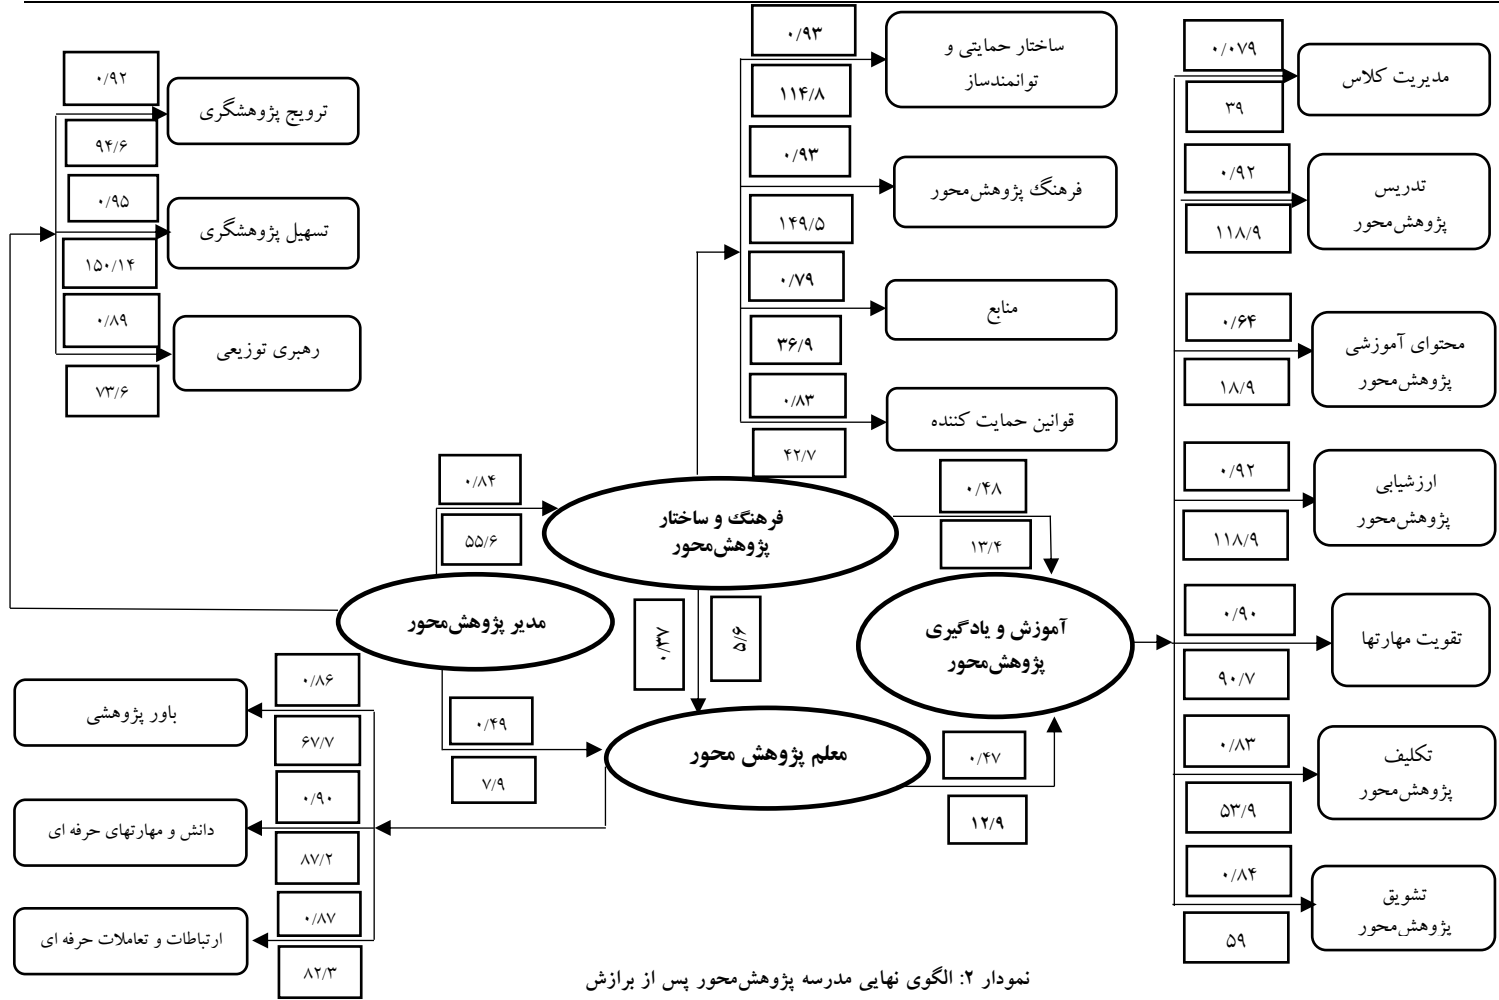 ۰/۹۳
ساختار حمایتی و
توانمندساز
۱۱۴/۸
۰/۹۳
فرهنگ پژوهش‌محور
۱۴۹/۵
۰/۷۹
منابع
۳۶/۹
۰/۸۳
قوانین حمایت کننده
۴۲/۷
۰/۰۷۹
مدیریت کلاس
۳۹
۰/۹۲
تدریس
پژوهش‌محور
۱۱۸/۹
۰/۶۴
محتوای آموزشی
پژوهش‌محور
۱۸/۹
۰/۹۲
ارزشیابی
پژوهش‌محور
۱۱۸/۹
۰/۹۰
تقویت مهارتها
۹۰/۷
۰/۸۳
تکلیف
پژوهش‌محور
۵۳/۹
۰/۸۴
تشویق
پژوهش‌محور
۵۹
۰/۹۲
ترویج پژوهشگری
۹۴/۶
۰/۹۵
تسهیل پژوهشگری
۱۵۰/۱۴
۰/۸۹
رهبری توزیعی
۷۳/۶
۰/۸۴
۵۵/۶
فرهنگ و ساختار
پژوهش‌محور
۰/۴۸
۱۳/۴
مدیر پژوهش‌محور
۰/۳۷
۵/۶
آموزش و یادگیری
پژوهش‌محور
۰/۴۹
۷/۹
معلم پژوهش محور
۰/۴۷
۱۲/۹
۰/۸۶
باور پژوهشی
۶۷/۷
۰/۹۰
دانش و مهارتهای حرفه ای
۸۷/۲
۰/۸۷
ارتباطات و تعاملات حرفه ای
۸۲/۳
نمودار ۲: الگوی نهایی مدرسه پژوهش‌محور پس از برازش